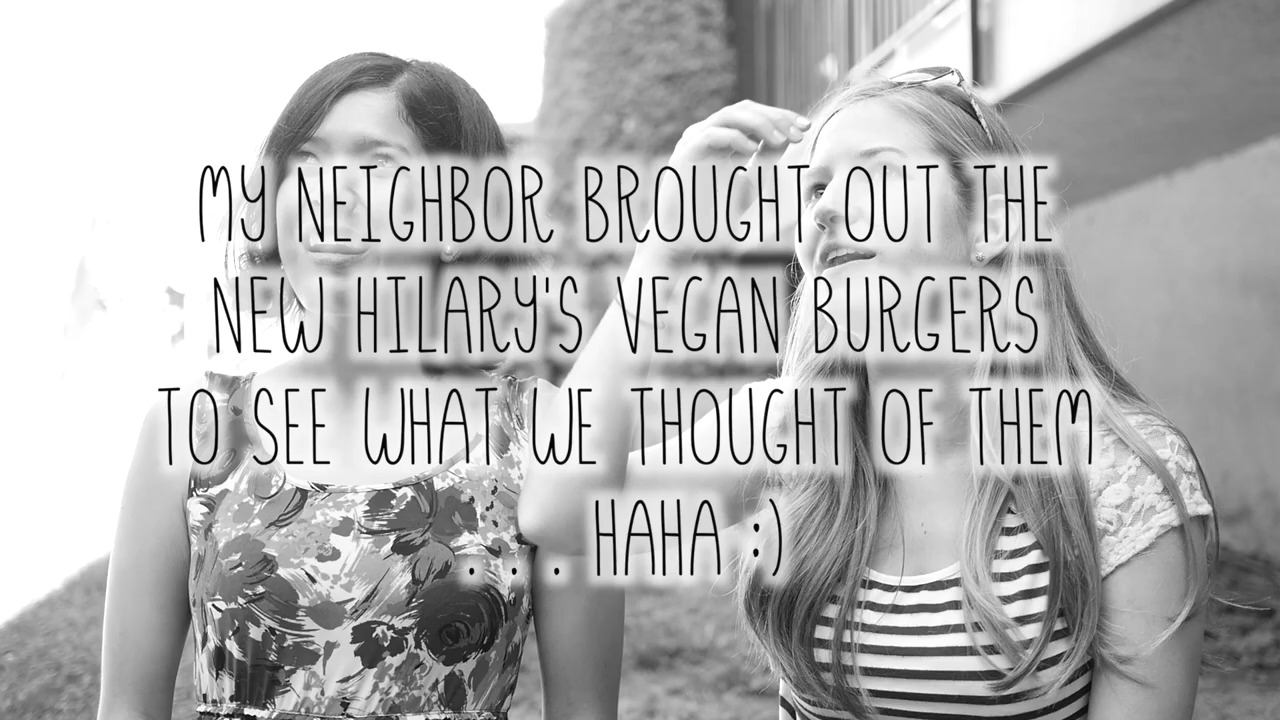 MY NEIGHBOR BROUGHT OUT THE
NEW HILARY'S VEGAN BURGERS
TO SEE WHAT WE THOUGHT OF THEM
. . . HAHA :)